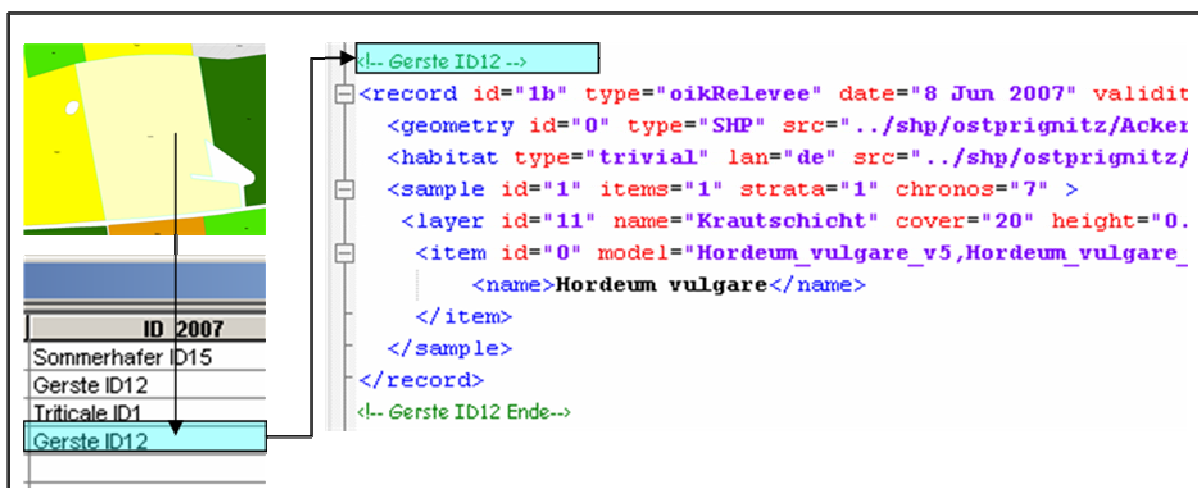 ID_2007
Sommerhafer ID15
Gerste ID12
Triticale ID1
Gerste ID12
<!-- Gerste ID12 -->
<record id="1b" type="oikRelevee" date="8 Jun 2007" validit
<geometry id="0" type="SHP" src="../shp/ostprignitz/Acker
<habitat type="trivial" lan="de" src="../shp/ostprignitz/
<sample id="1" items="1" strata="1" chronos="7" >
<layer id="11" name="Krautschicht" cover="20" height="0.
<item id="0" model="Hordeum_vulgare_v5,Hordeum_vulgare_
<name>Hordeum vulgare</name>
</item>
</sample>
</record>
<!-- Gerste ID12 Ende-->